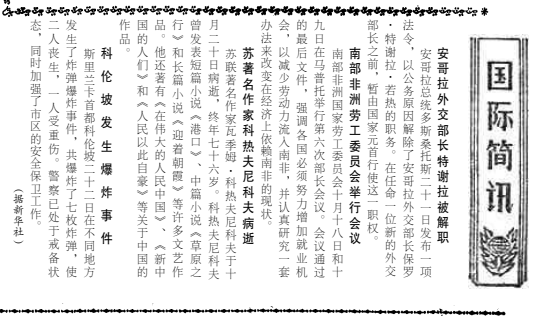 国际简讯
安哥拉外交部长特谢拉被解职
安哥拉总统多斯桑托斯二十一日发布一项
法令，以公务原因解除了安哥拉外交部长保罗
·特谢拉·若热的职务。在任命一位新的外交
部长之前，暂由国家元首行使这一职权。
南部非洲劳工委员会举行会议
南部非洲国家劳工委员会十月十八日和十
九日在马普托举行第六次部长会议。会议通过
的最后文件，强调各国必须努力增加就业机
会，以减少劳动力流入南非，并认真研究一套
办法来改变在经济上依赖南非的现状。
苏著名作家科热夫尼科夫病逝
苏联著名作家瓦季姆·科热夫尼科夫于十
月二十日病逝，终年七十六岁。科热夫尼科夫
曾发表短篇小说《港口》、中篇小说《草原之
行》和长篇小说《迎着朝霞》等许多文艺作
品。他还著有《在伟大的人民中国》、《新中
国的人们》和《人民以此自豪》等关于中国的
作品。
科伦坡发生爆炸事件
斯里兰卡首都科伦坡二十二日在不同地方
发生了炸弹爆炸事件，共爆炸了七枚炸弹，使
二人丧生，一人受重伤。警察已处于戒备状
态，同时加强了市区的安全保卫工作。
（据新华社）